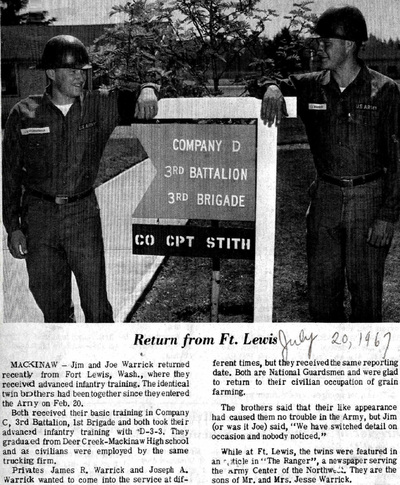 U.S. ARMY
U.S. ARMY
COMPANY D
3RD BATTALION
3RD BRIGADE
CO CPT STITH
Return from Ft. Lewis July 20, 1967
MACKINAW — Jim and Joe Warrick returned
recently from Fort Lewis, Wash., where they
received advanced infantry training. The identical
twin brothers had been together since they entered
the Army on Feb. 20.
Both received their basic training in Company
C, 3rd Battalion, 1st Brigade and both took their
advanced infantry training with D-3-3. They
graduated from Deer Creek-Mackinaw High school
and as civilians were employed by the same
trucking firm.
Privates James R. Warrick and Joseph A.
Warrick wanted to come into the service at dif-
ferent times, but they received the same reporting
date. Both are National Guardsmen and were glad
to return to their civilian occupation of grain
farming.
The brothers said that their like appearance
had caused them no trouble in the Army, but Jim
(or was it Joe) said, "We have switched detail on
occasion and nobody noticed."
While at Ft. Lewis, the twins were featured in
an article in "The Ranger", a newspaper serving
the Army Center of the Northwest. They are the
sons of Mr. and Mrs. Jesse Warrick.